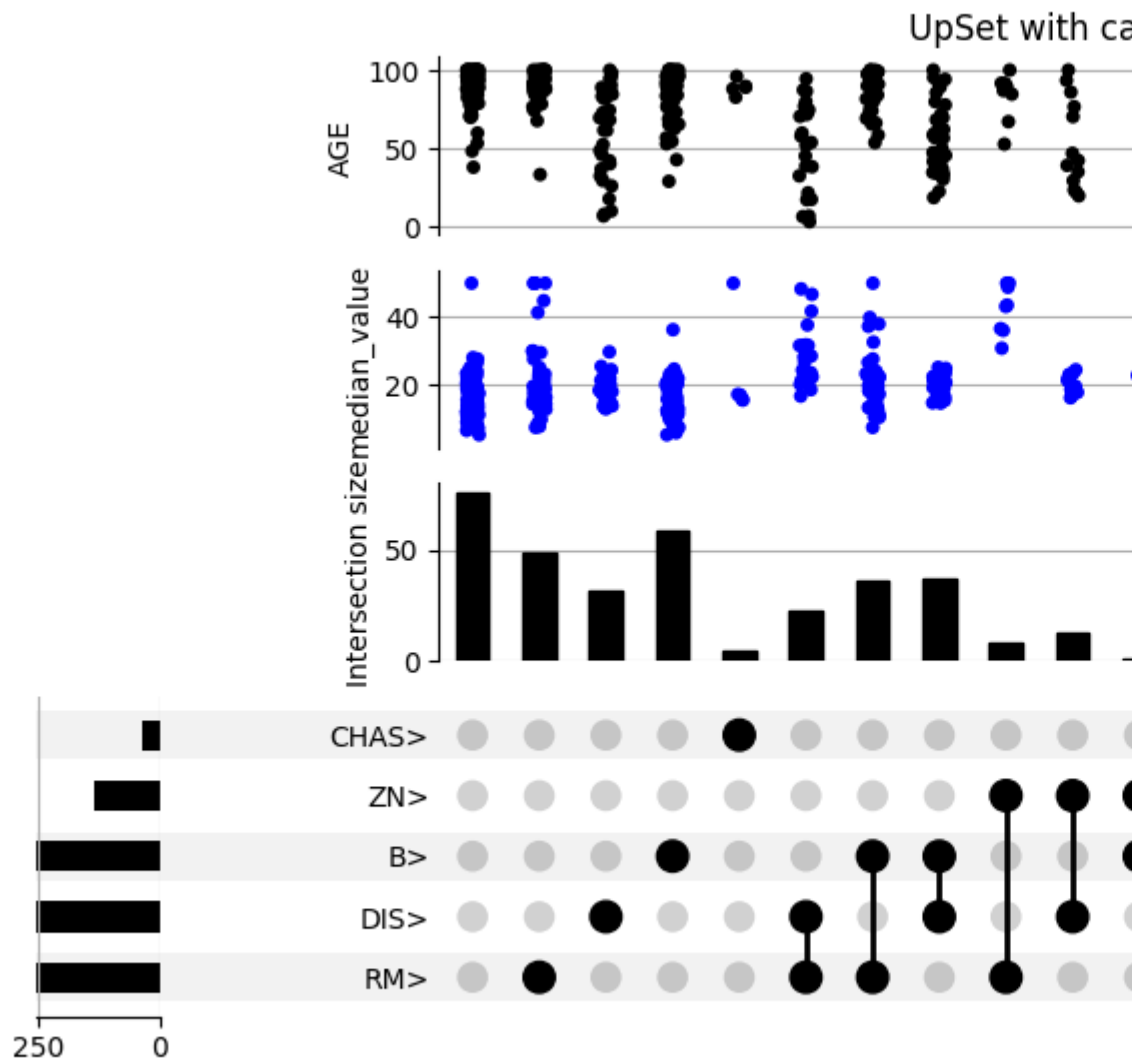 UpSet with ca
100
50
0
AGE
40
20
median_value
50
0
Intersection size
CHAS>
ZN>
B>
DIS>
RM>
250 0